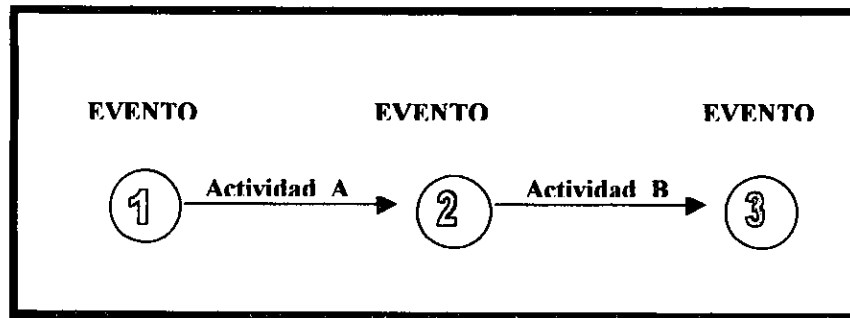 EVENTO EVENTO EVENTO
1 Actividad A 2 Actividad B 3